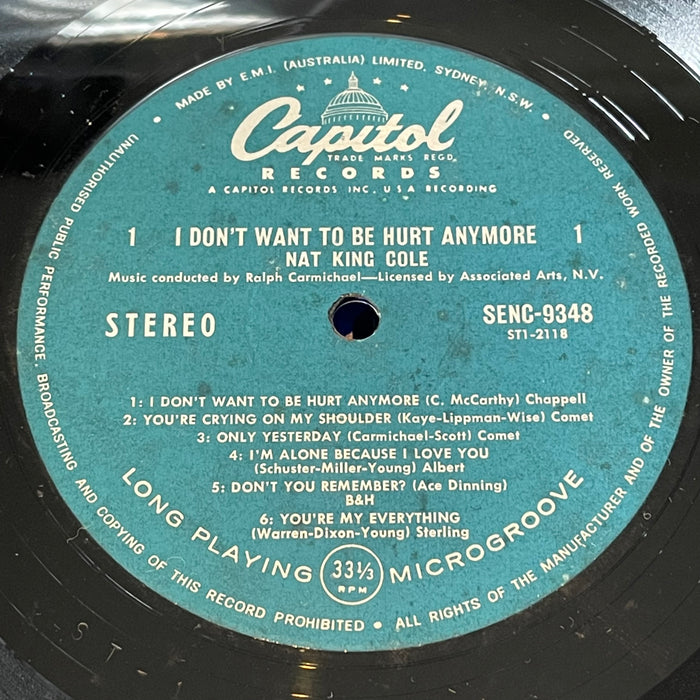 MADE BY E.M.I. (AUSTRALIA) LIMITED, SYDNEY, N.S.W.
Capitol
TRADE MARKS REGD.
RECORDS
A CAPITOL RECORDS INC. USA RECORDING
1 I DON'T WANT TO BE HURT ANYMORE 1
NAT KING COLE
Music conducted by Ralph Carmichael—Licensed by Associated Arts, N.V.
STEREO
SENC-9348
ST1-2118
1: I DON'T WANT TO BE HURT ANYMORE (C. McCarthy) Chappell
2: YOU'RE CRYING ON MY SHOULDER (Kaye-Lippman-Wise) Comet
3: ONLY YESTERDAY (Carmichael-Scott) Comet
4: I'M ALONE BECAUSE I LOVE YOU
(Schuster-Miller-Young) Albert
5: DON'T YOU REMEMBER? (Ace Dinning)
B&H
6: YOU'RE MY EVERYTHING
(Warren-Dixon-Young) Sterling
LONG PLAYING 33⅓ RPM MICROGROOVE
UNAUTHORISED PUBLIC PERFORMANCE, BROADCASTING AND COPYING OF THIS RECORD PROHIBITED • ALL RIGHTS OF THE MANUFACTURER AND OF THE OWNER OF THE RECORDED WORK RESERVED